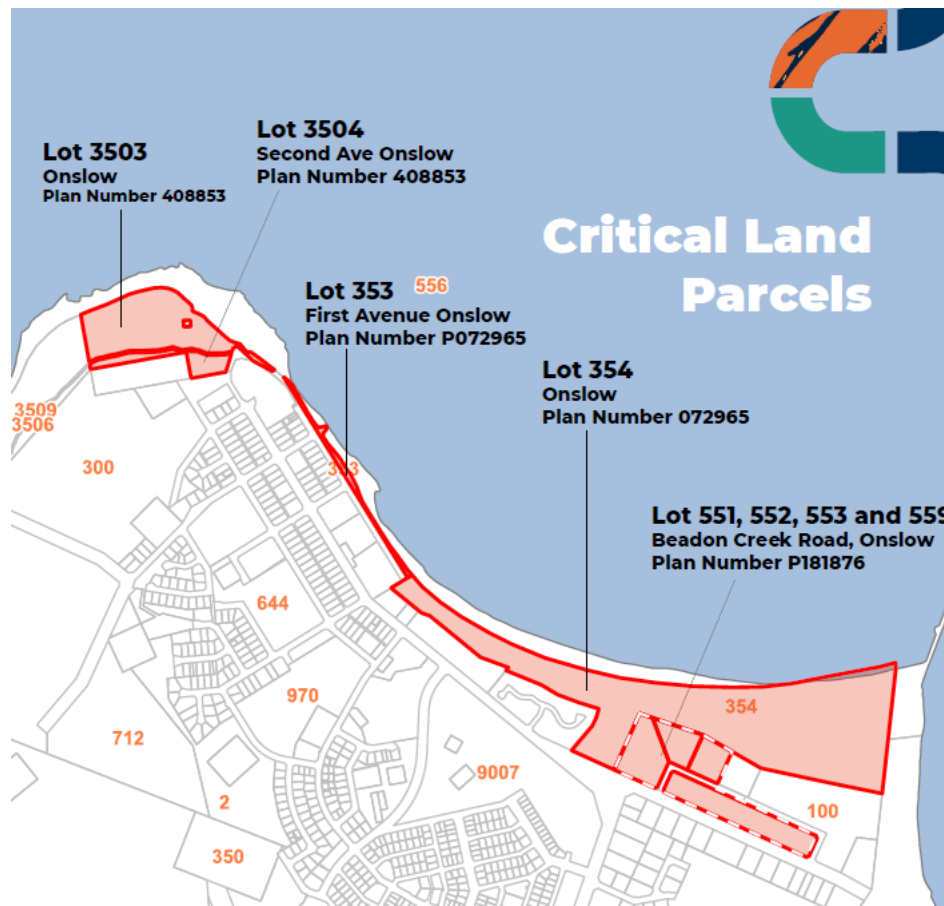 Lot 3504
Second Ave Onslow
Plan Number 408853
Lot 3503
Onslow
Plan Number 408853
Critical Land
Parcels
556
Lot 353
First Avenue Onslow
Plan Number P072965
Lot 354
Onslow
Plan Number 072965
3509
3506
300
353
Lot 551, 552, 553 and 559
Beadon Creek Road, Onslow
Plan Number P181876
644
970
354
712
9007
2
100
350